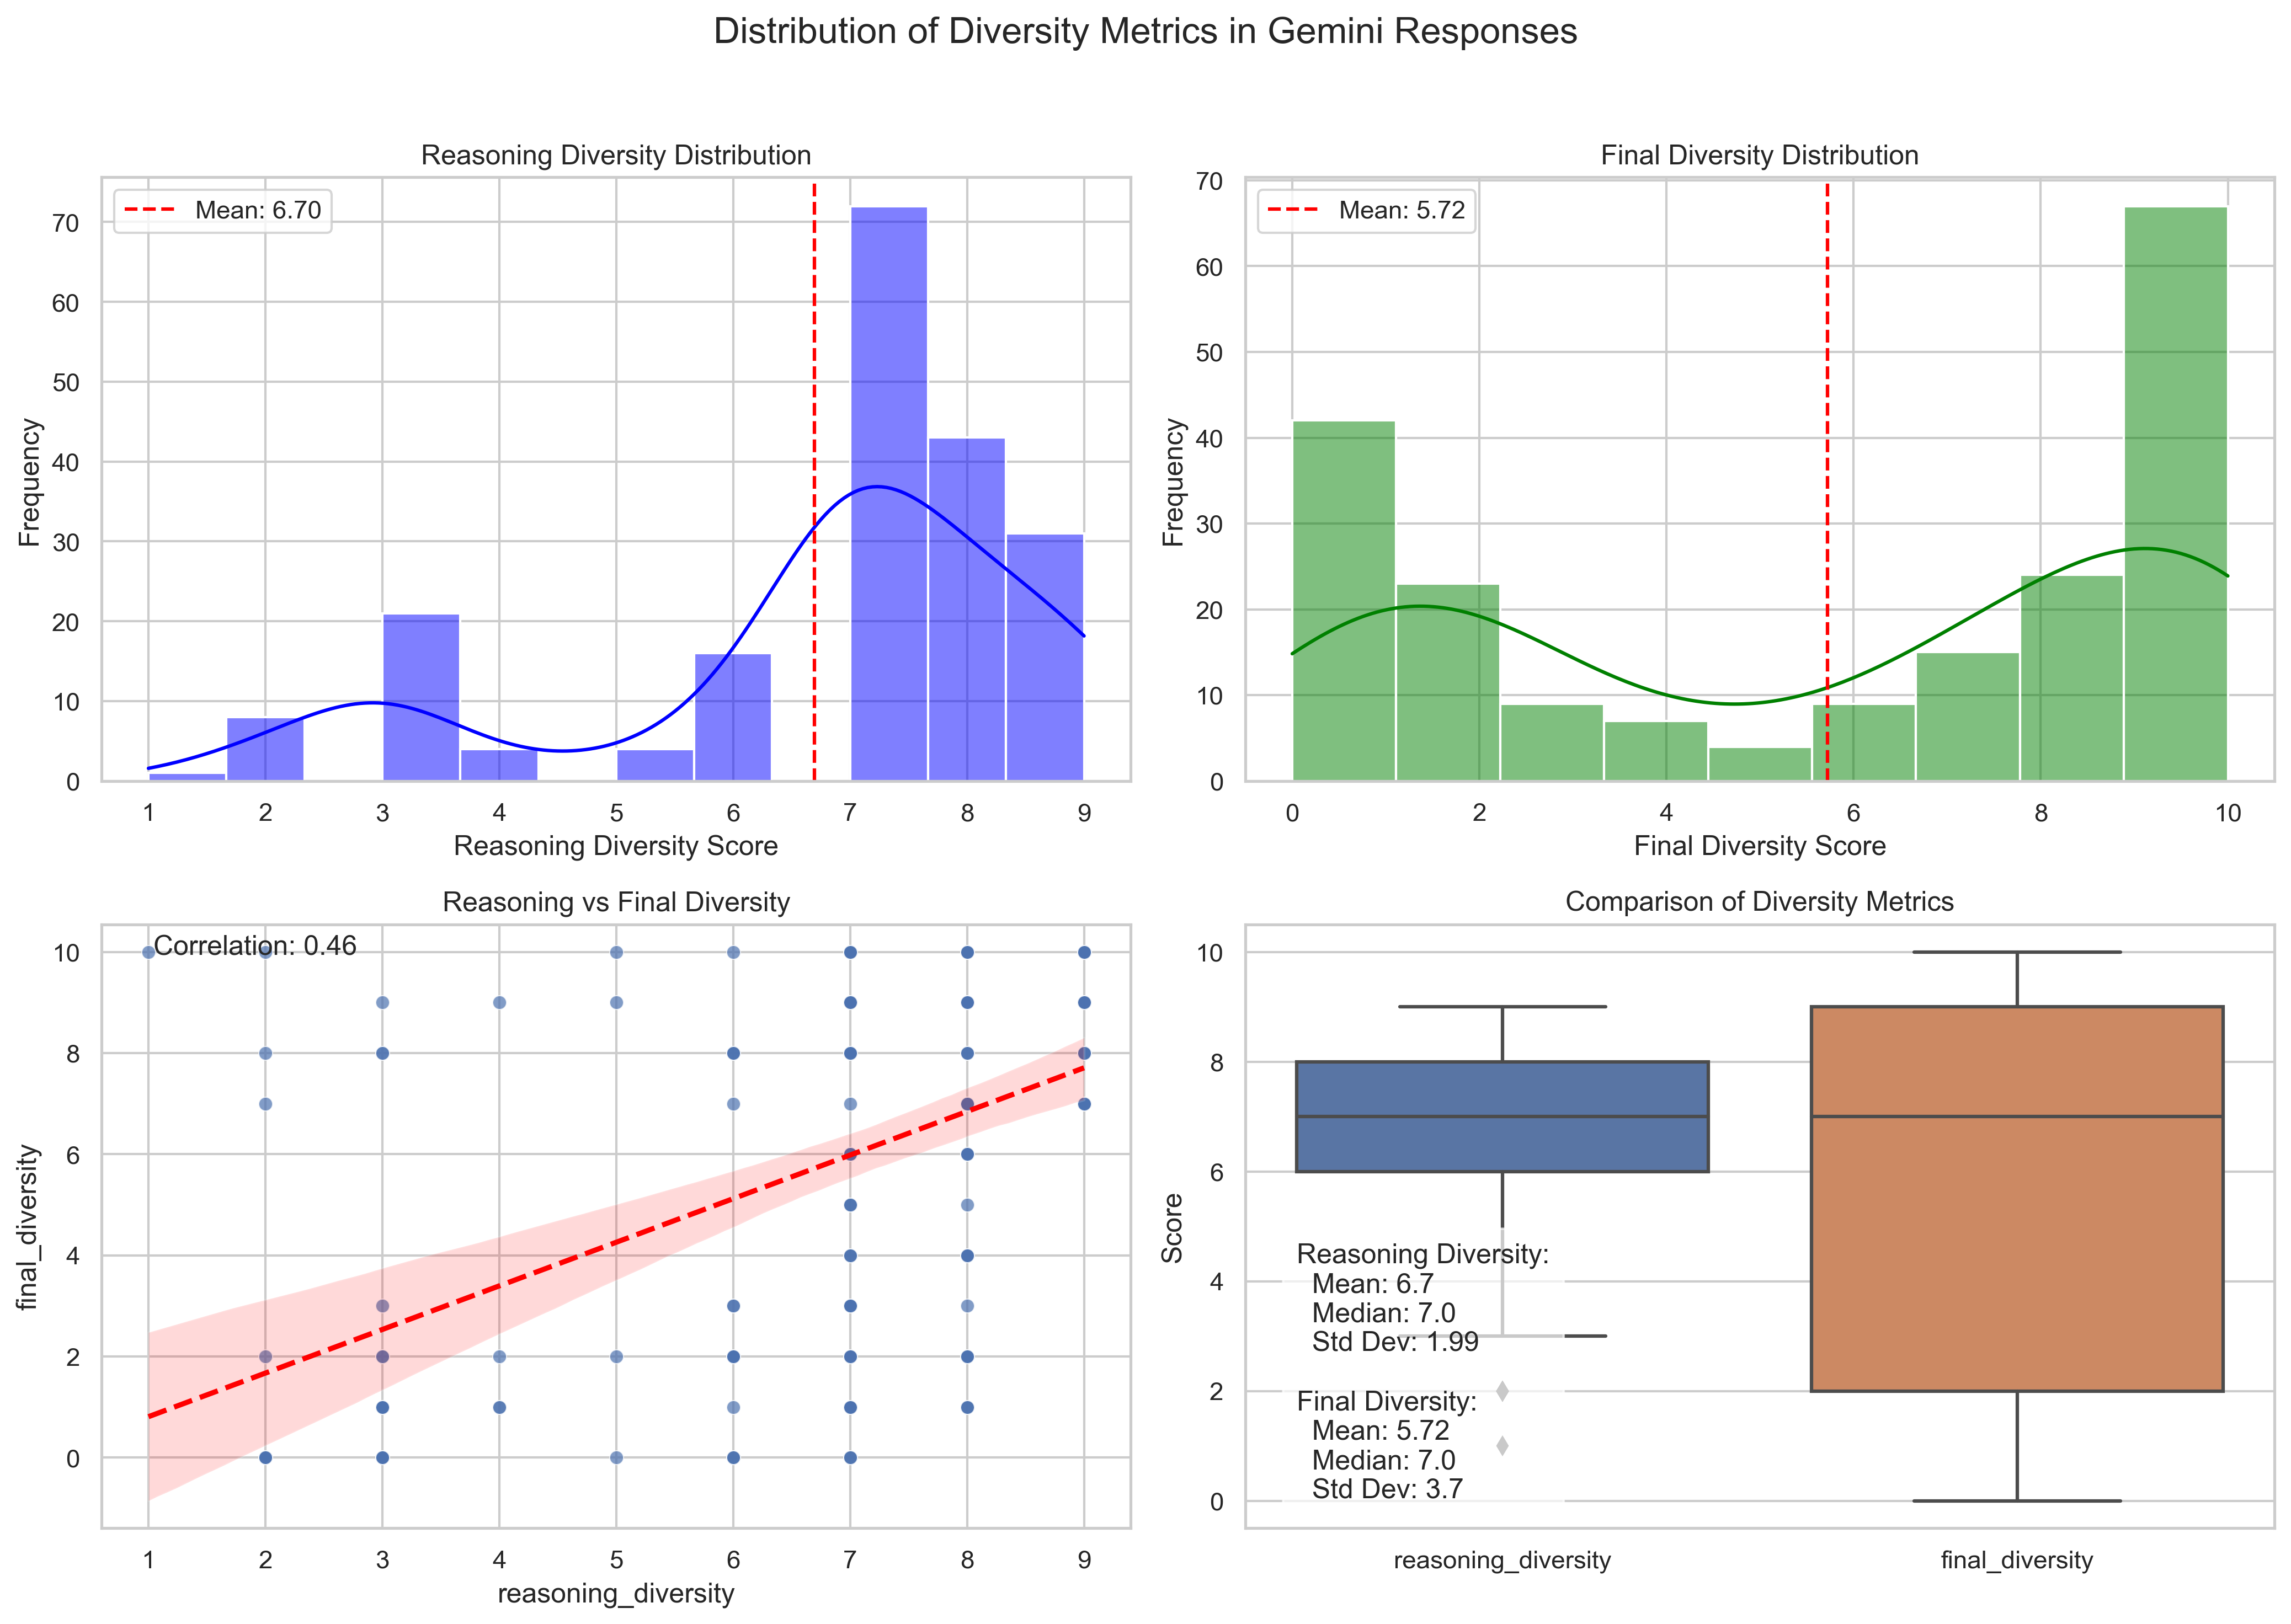 Distribution of Diversity Metrics in Gemini Responses
Reasoning Diversity Distribution
Mean: 6.70
Frequency
70
60
50
40
30
20
10
0
1 2 3 4 5 6 7 8 9
Reasoning Diversity Score
Final Diversity Distribution
Mean: 5.72
Frequency
70
60
50
40
30
20
10
0
0 2 4 6 8 10
Final Diversity Score
Reasoning vs Final Diversity
Correlation: 0.46
final_diversity
10
8
6
4
2
0
1 2 3 4 5 6 7 8 9
reasoning_diversity
Comparison of Diversity Metrics
Score
10
8
6
4
2
0
Reasoning Diversity:
Mean: 6.7
Median: 7.0
Std Dev: 1.99
Final Diversity:
Mean: 5.72
Median: 7.0
Std Dev: 3.7
reasoning_diversity final_diversity